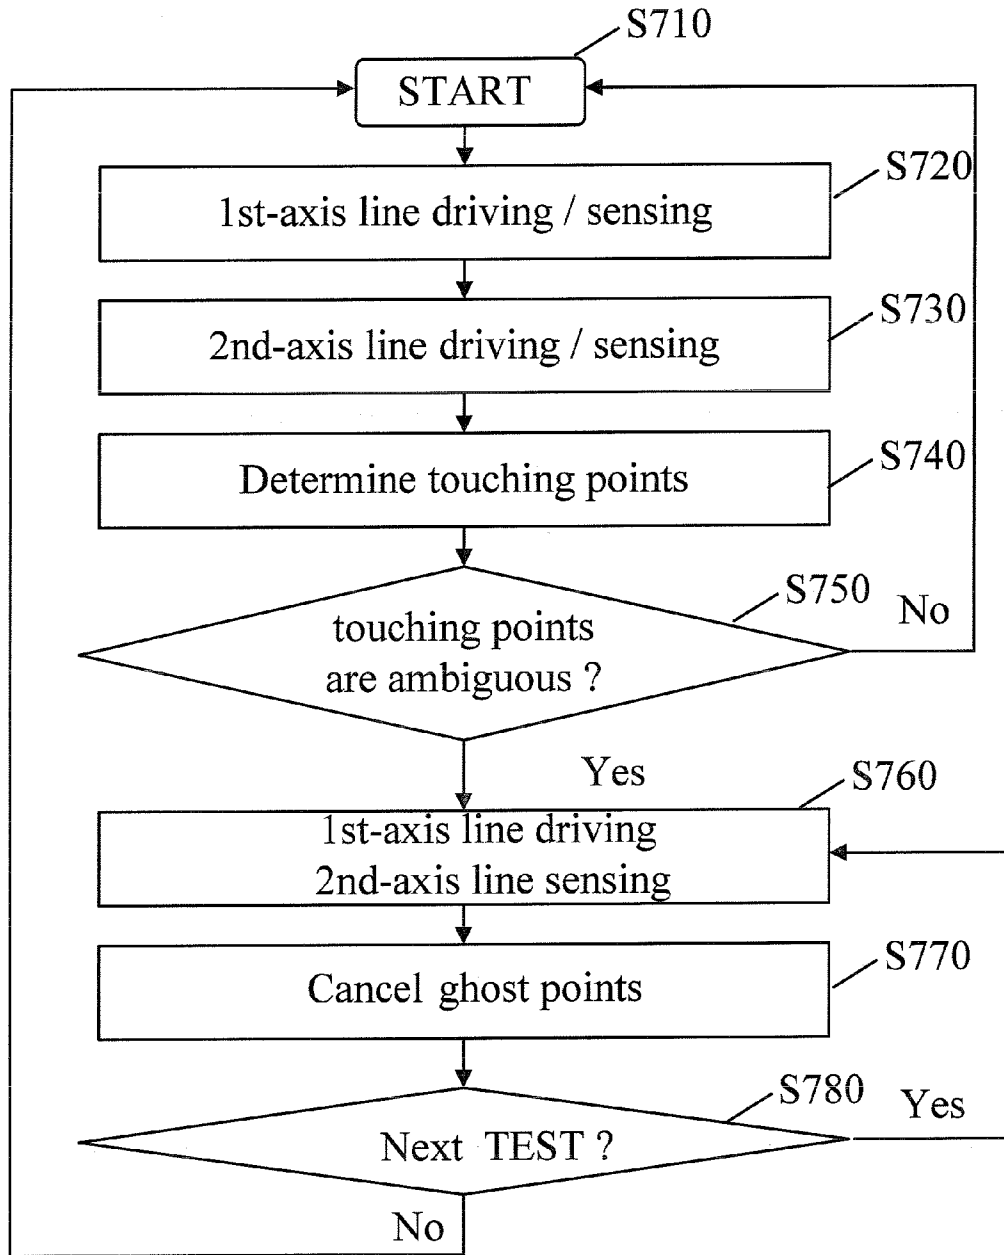 S710
START
S720
1st-axis line driving / sensing
S730
2nd-axis line driving / sensing
S740
Determine touching points
S750
touching points
are ambiguous ?
No
Yes
S760
1st-axis line driving
2nd-axis line sensing
S770
Cancel ghost points
S780
Yes
Next TEST ?
No